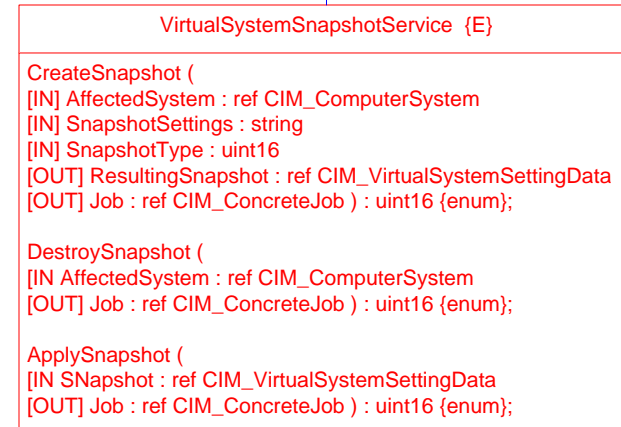 VirtualSystemSnapshotService {E}
CreateSnapshot (
[IN] AffectedSystem : ref CIM_ComputerSystem
[IN] SnapshotSettings : string
[IN] SnapshotType : uint16
[OUT] ResultingSnapshot : ref CIM_VirtualSystemSettingData
[OUT] Job : ref CIM_ConcreteJob ) : uint16 {enum};
DestroySnapshot (
[IN AffectedSystem : ref CIM_ComputerSystem
[OUT] Job : ref CIM_ConcreteJob ) : uint16 {enum};
ApplySnapshot (
[IN SNapshot : ref CIM_VirtualSystemSettingData
[OUT] Job : ref CIM_ConcreteJob ) : uint16 {enum};